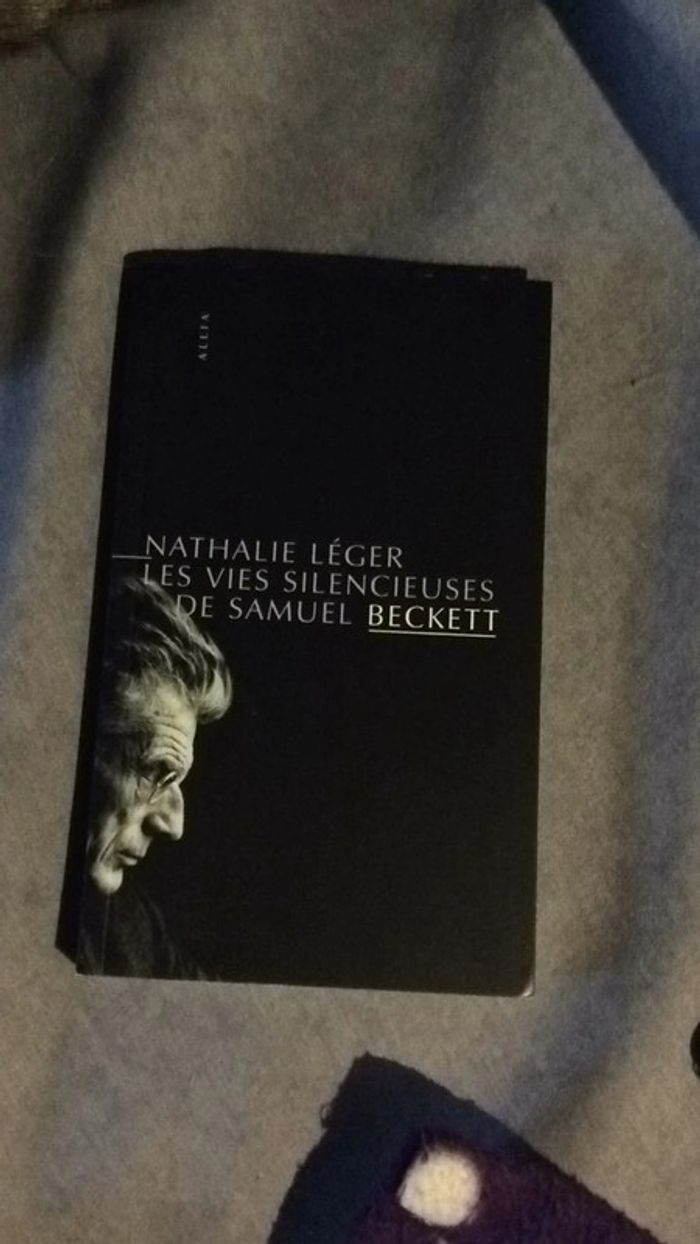 ALLIA
NATHALIE LÉGER
LES VIES SILENCIEUSES
DE SAMUEL BECKETT